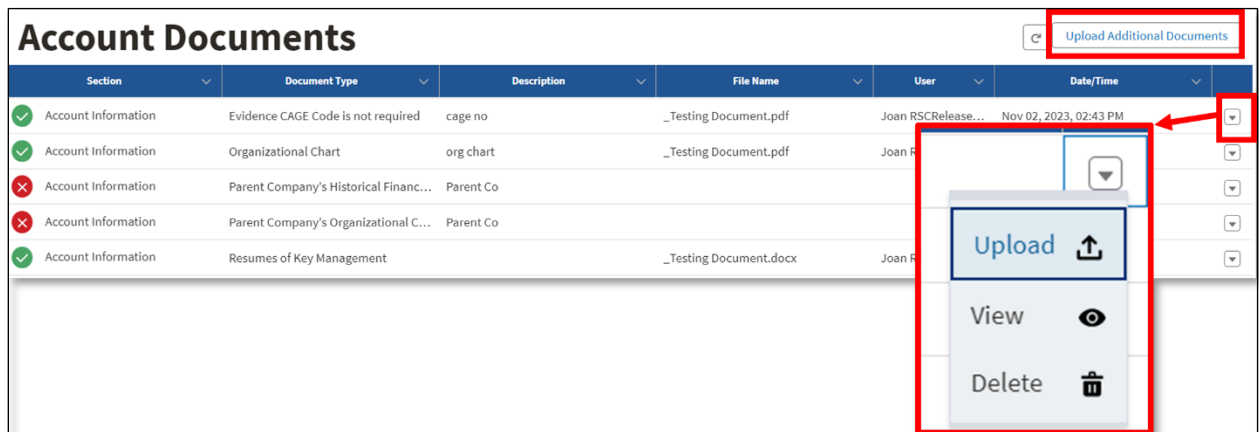 Account Documents
Upload Additional Documents
Section Document Type Description File Name User Date/Time
Account Information Evidence CAGE Code is not required cage no _Testing Document.pdf Joan RSCRelease... Nov 02, 2023, 02:43 PM
Account Information Organizational Chart org chart _Testing Document.pdf Joan R
Account Information Parent Company's Historical Financ... Parent Co
Account Information Parent Company's Organizational C... Parent Co
Account Information Resumes of Key Management _Testing Document.docx Joan R
Upload
View
Delete